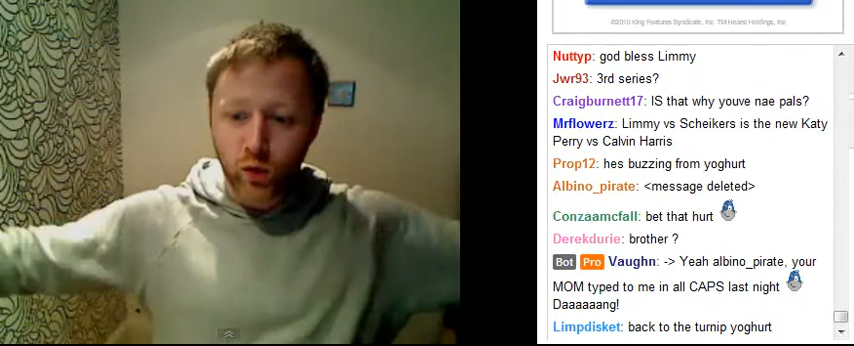 ©2010 King Features Syndicate, Inc. TM Hearst Holdings, Inc
Nuttyp: god bless Limmy
Jwr93: 3rd series?
Craigburnett17: IS that why youve nae pals?
Mrflowerz: Limmy vs Scheikers is the new Katy
Perry vs Calvin Harris
Prop12: hes buzzing from yoghurt
Albino_pirate: <message deleted>
Conzaamcfall: bet that hurt
Derekdurie: brother ?
Bot Pro Vaughn: -> Yeah albino_pirate, your
MOM typed to me in all CAPS last night
Daaaaaang!
Limpdisket: back to the turnip yoghurt